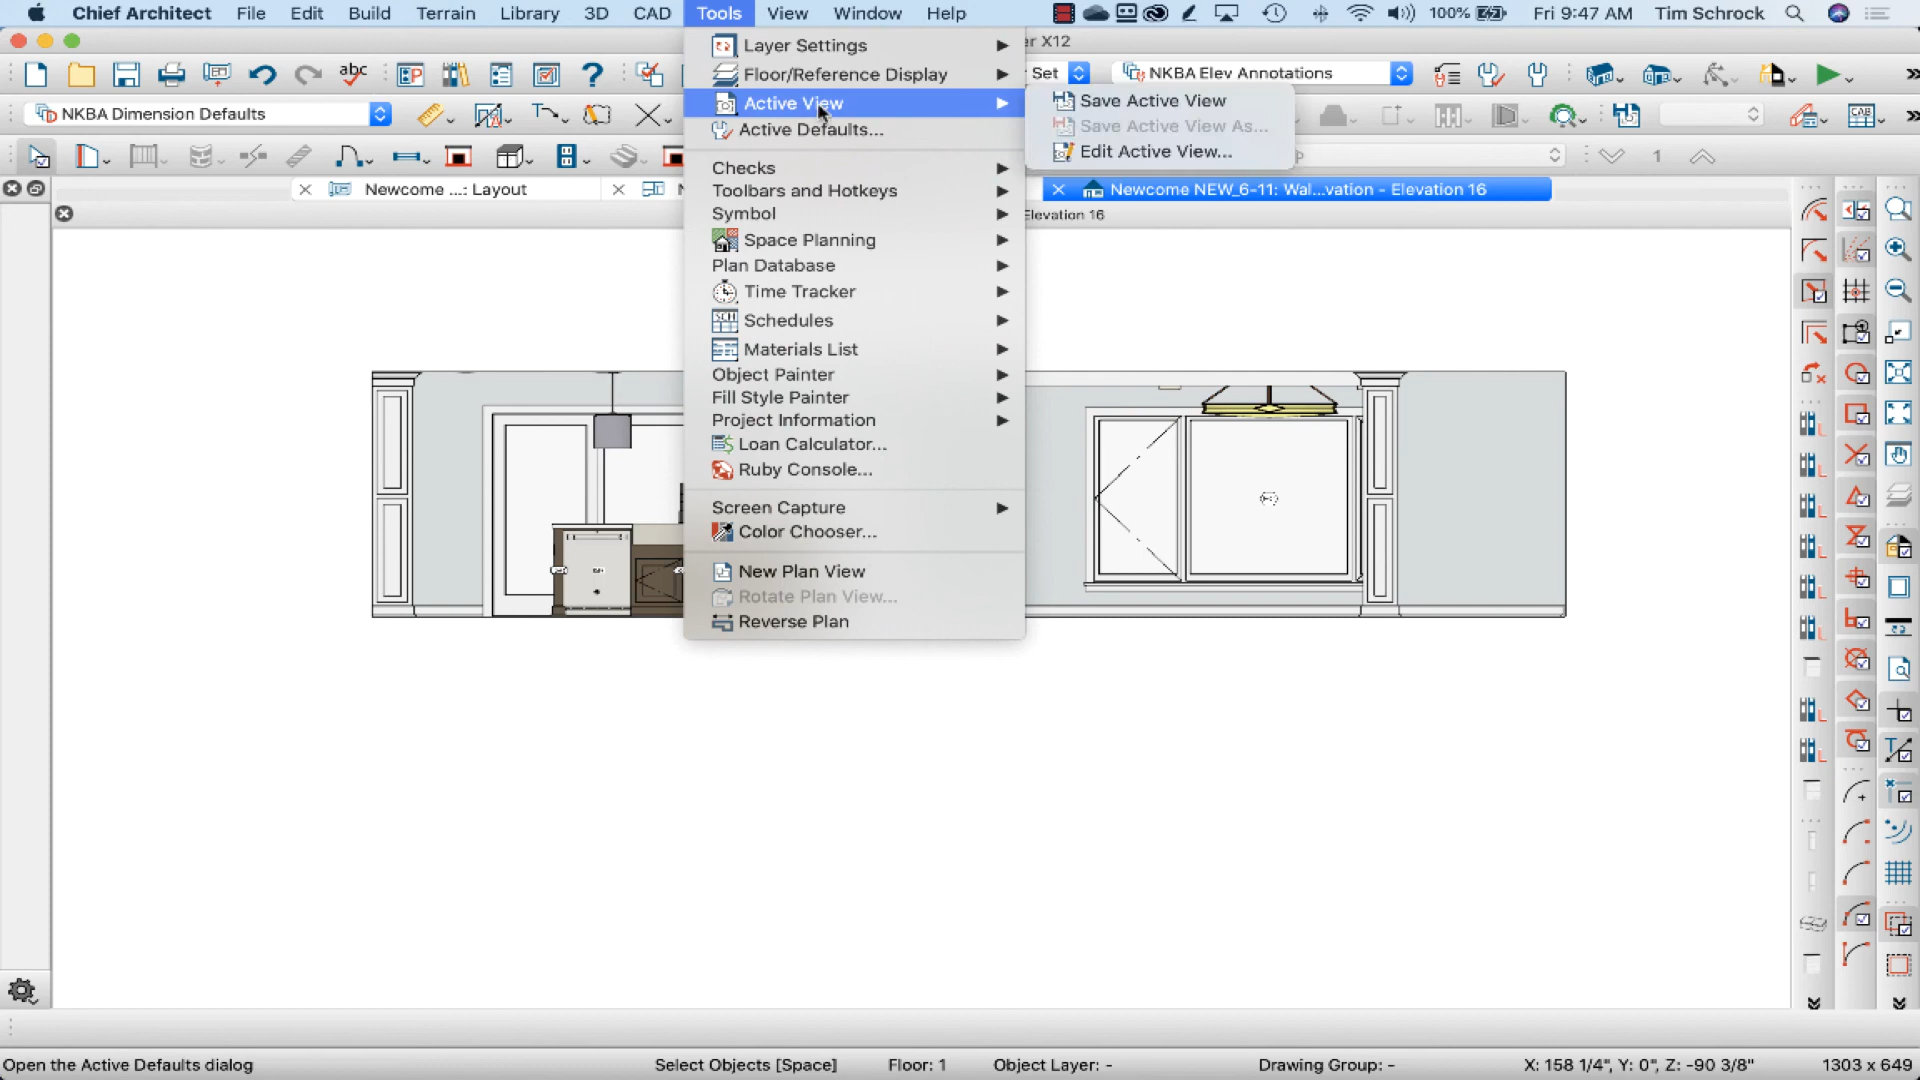 Chief Architect File Edit Build Terrain Library 3D CAD Tools View Window Help 100% Fri 9:47 AM Tim Schrock
er X12
abc Set NKBA Elev Annotations
NKBA Dimension Defaults
CAB
1
Newcome ...: Layout
Newcome NEW_6-11: Wal...vation - Elevation 16
Elevation 16
Layer Settings
Floor/Reference Display
Active View
Active Defaults...
Checks
Toolbars and Hotkeys
Symbol
Space Planning
Plan Database
Time Tracker
SCH Schedules
Materials List
Object Painter
Fill Style Painter
Project Information
Loan Calculator...
Ruby Console...
Screen Capture
Color Chooser...
New Plan View
Rotate Plan View...
Reverse Plan
Save Active View
Save Active View As...
Edit Active View...
Open the Active Defaults dialog Select Objects [Space] Floor: 1 Object Layer: - Drawing Group: - X: 158 1/4", Y: 0", Z: -90 3/8" 1303 x 649